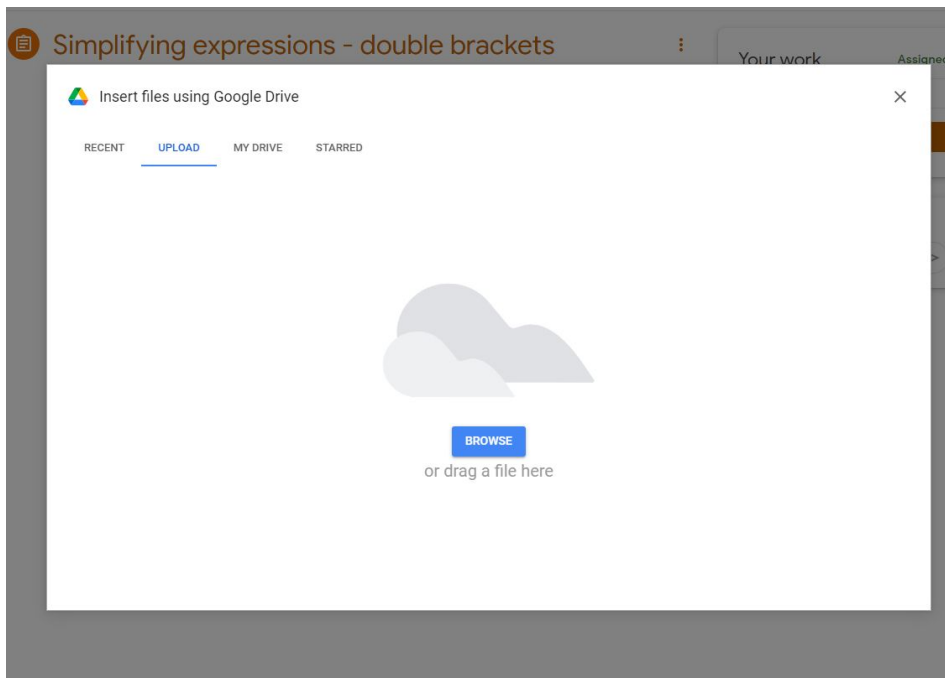 Simplifying expressions - double brackets
Your work
Assigned
Insert files using Google Drive
RECENT UPLOAD MY DRIVE STARRED
BROWSE
or drag a file here